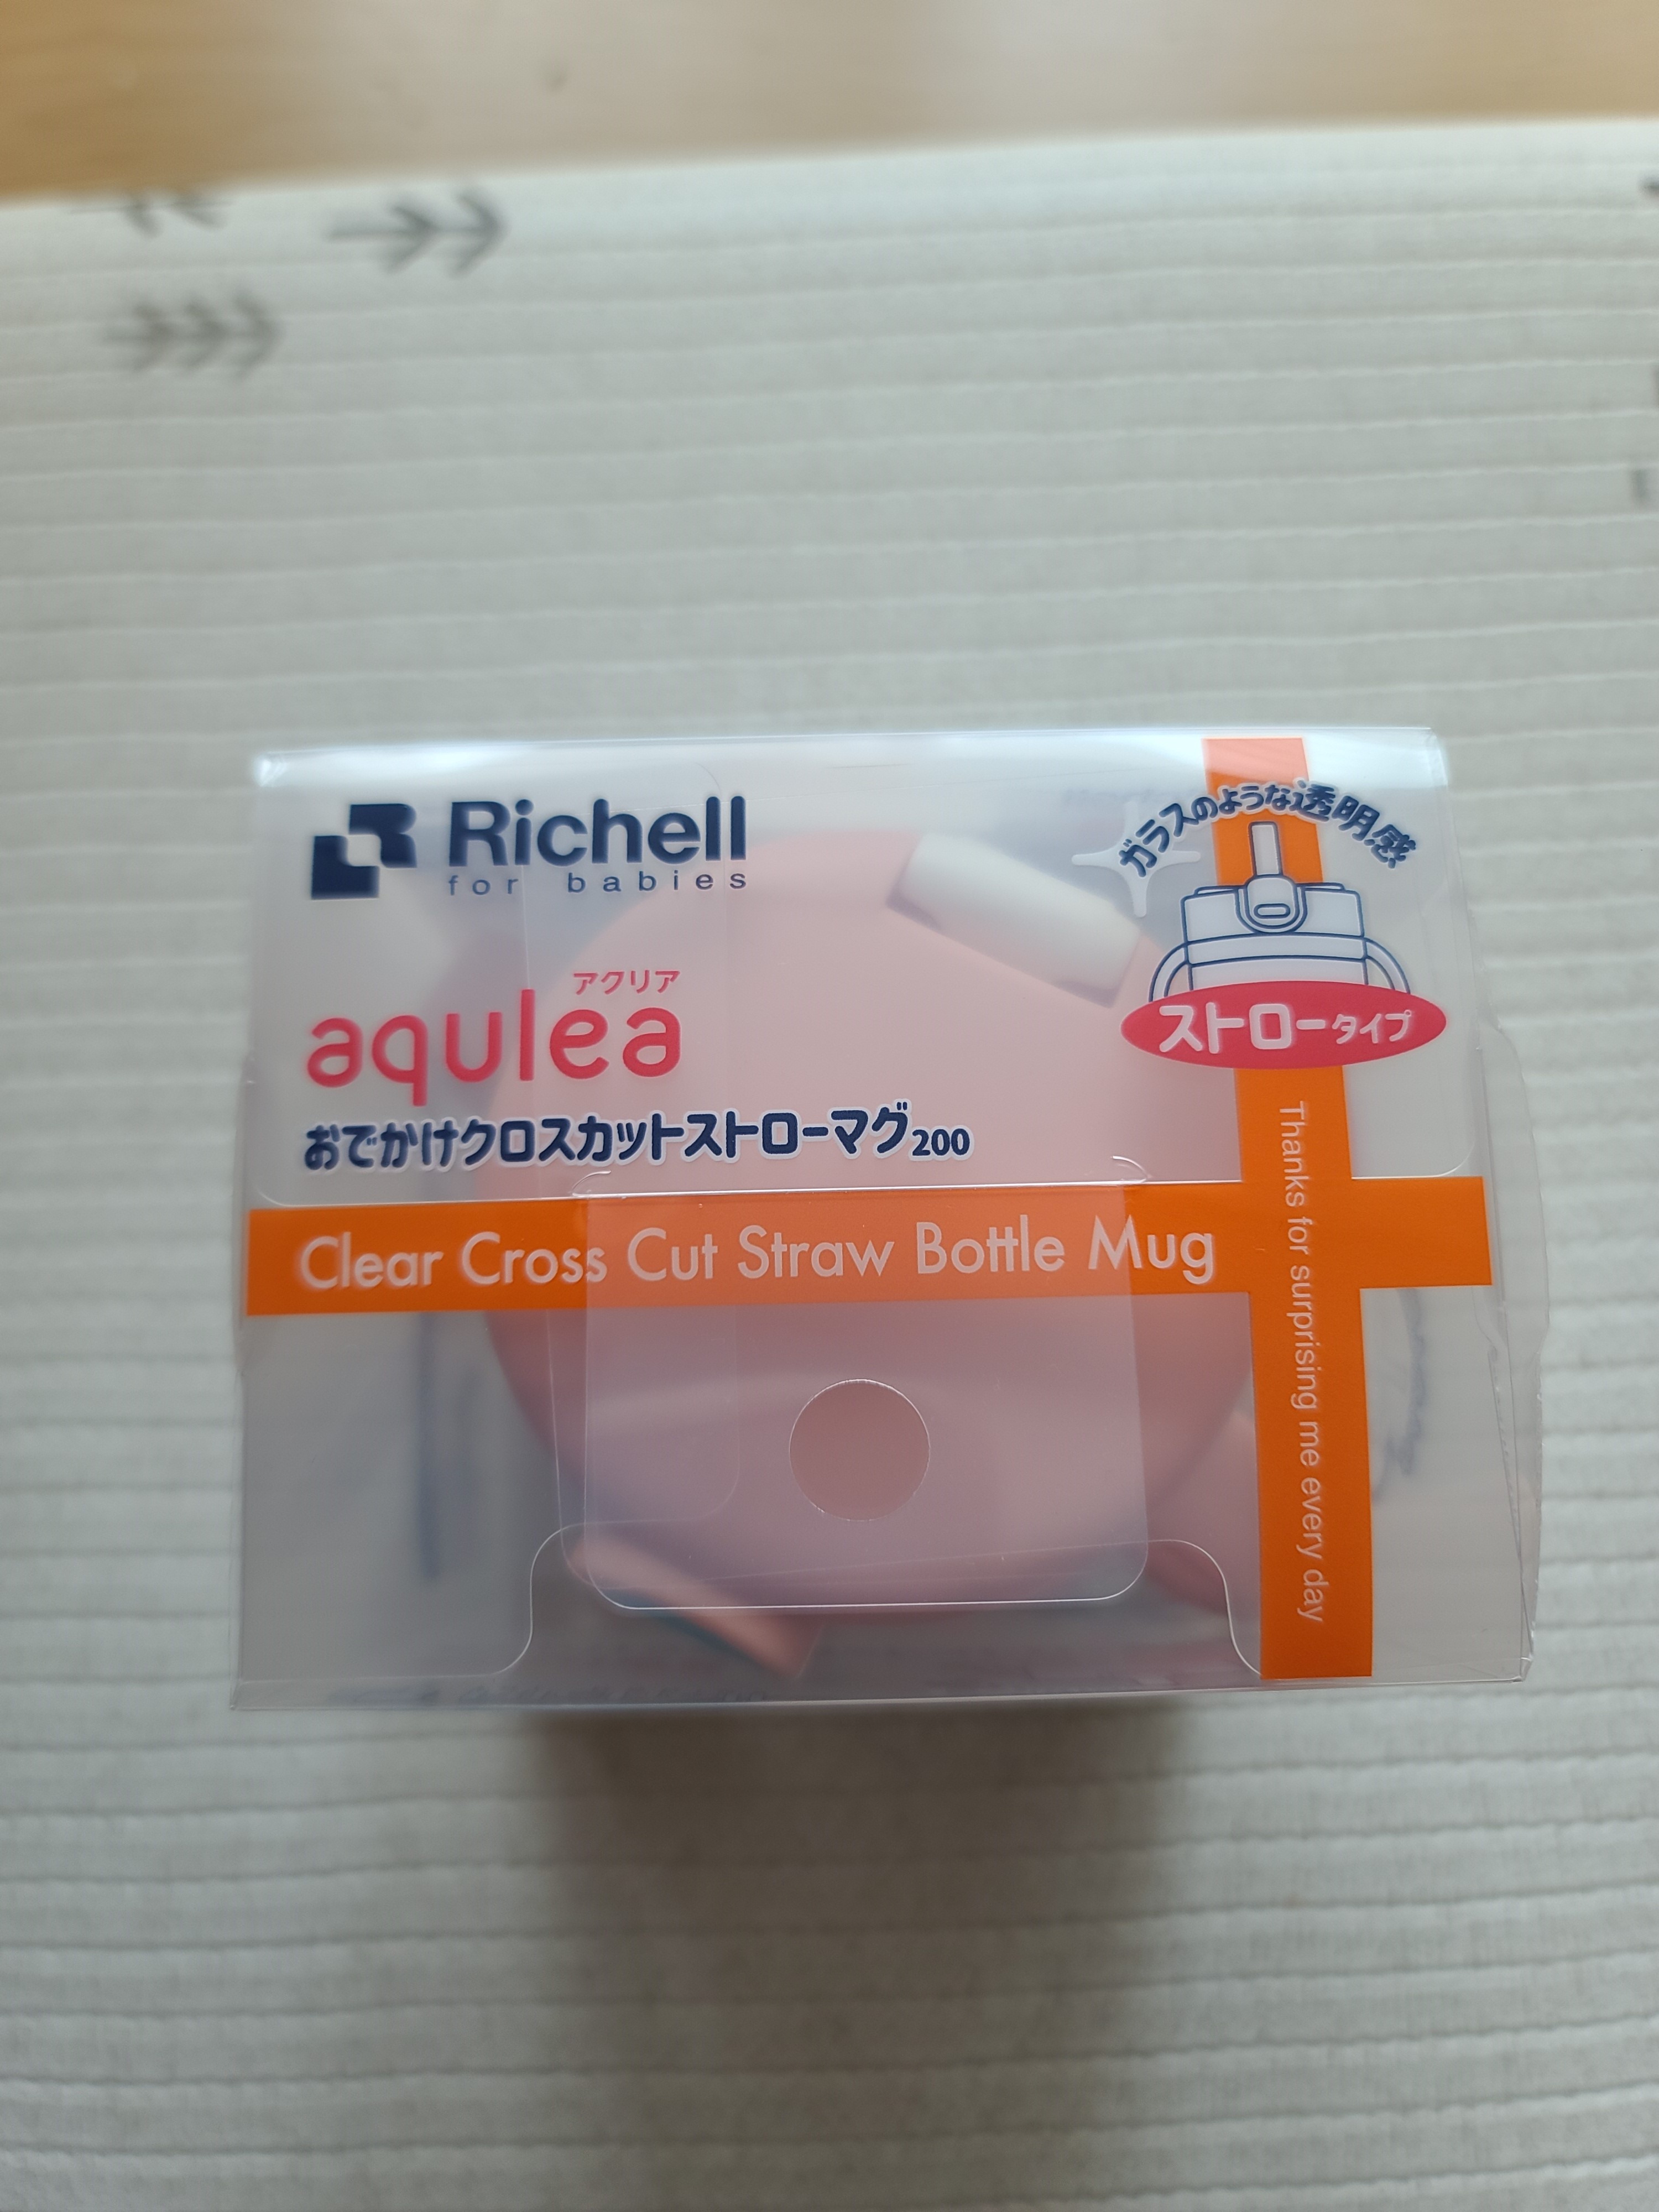 Richell
for babies
アクリア
aqulea
おでかけクロスカットストローマグ200
Clear Cross Cut Straw Bottle Mug
ガラスのような透明感
ストロータイプ
Thanks for surprising me every day